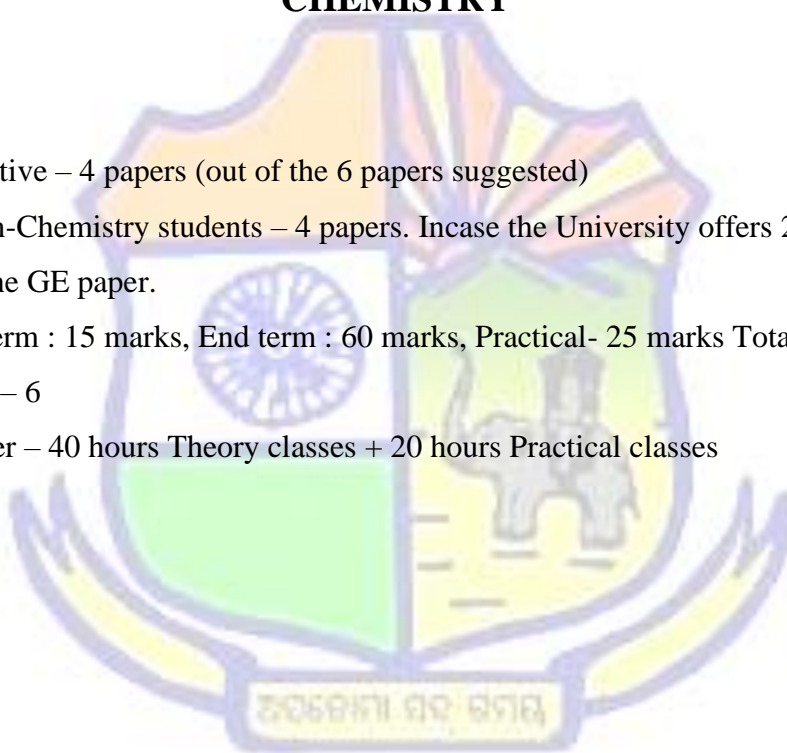 CHEMISTRY
tive – 4 papers (out of the 6 papers suggested)
n-Chemistry students – 4 papers. Incase the University offers 2
ne GE paper.
erm : 15 marks, End term : 60 marks, Practical- 25 marks Tota
– 6
er – 40 hours Theory classes + 20 hours Practical classes